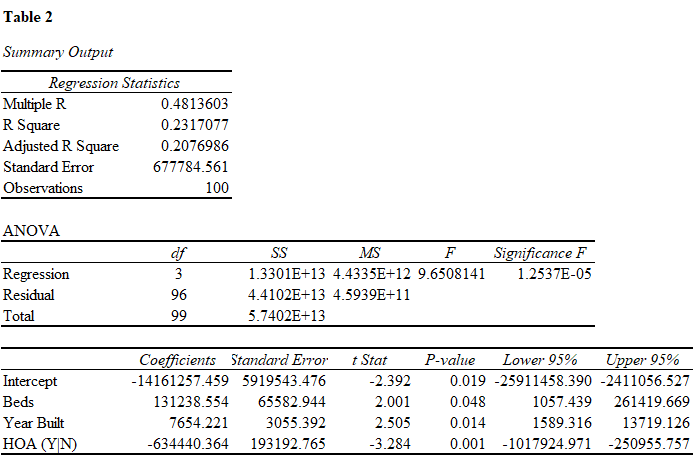 Table 2
Summary Output
Regression Statistics
Multiple R 0.4813603
R Square 0.2317077
Adjusted R Square 0.2076986
Standard Error 677784.561
Observations 100
ANOVA
df SS MS F Significance F
Regression 3 1.3301E+13 4.4335E+12 9.6508141 1.2537E-05
Residual 96 4.4102E+13 4.5939E+11
Total 99 5.7402E+13
Coefficients Standard Error t Stat P-value Lower 95% Upper 95%
Intercept -14161257.459 5919543.476 -2.392 0.019 -25911458.390 -2411056.527
Beds 131238.554 65582.944 2.001 0.048 1057.439 261419.669
Year Built 7654.221 3055.392 2.505 0.014 1589.316 13719.126
HOA (Y|N) -634440.364 193192.765 -3.284 0.001 -1017924.971 -250955.757